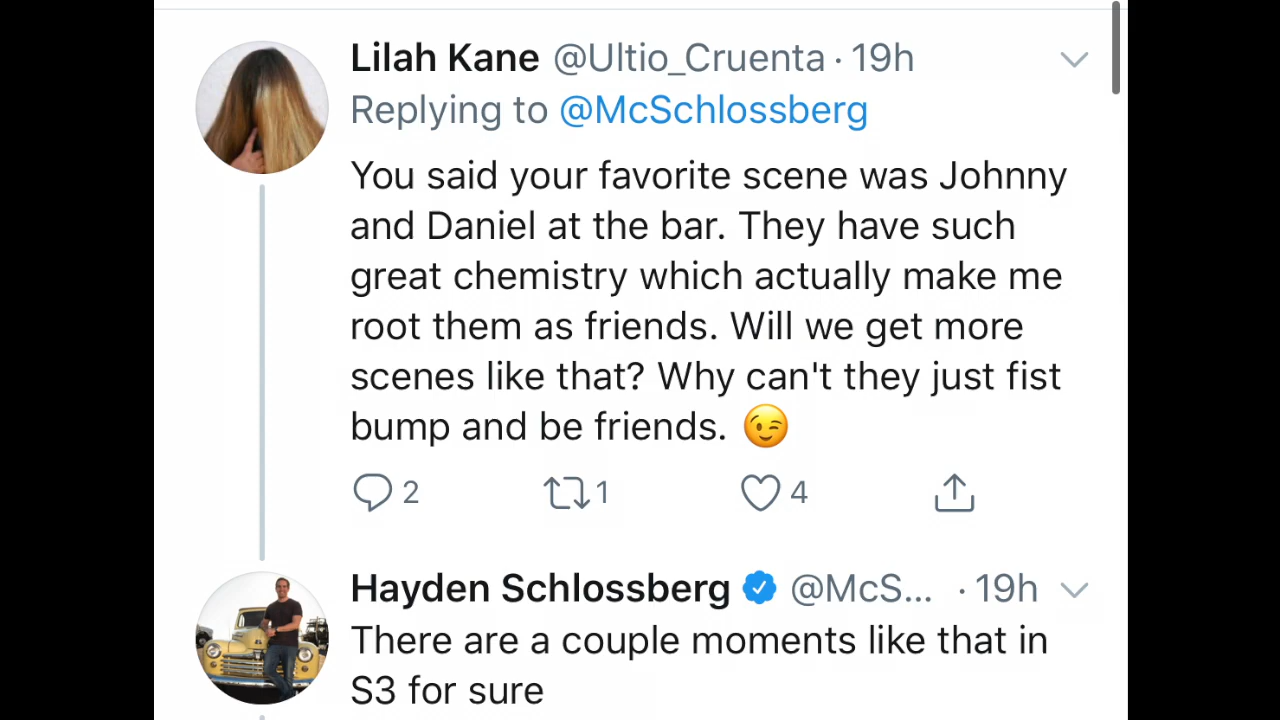 Lilah Kane @Ultio_Cruenta · 19h
Replying to @McSchlossberg
You said your favorite scene was Johnny
and Daniel at the bar. They have such
great chemistry which actually make me
root them as friends. Will we get more
scenes like that? Why can't they just fist
bump and be friends. 😉
2 1 4
Hayden Schlossberg @McS... · 19h
There are a couple moments like that in
S3 for sure